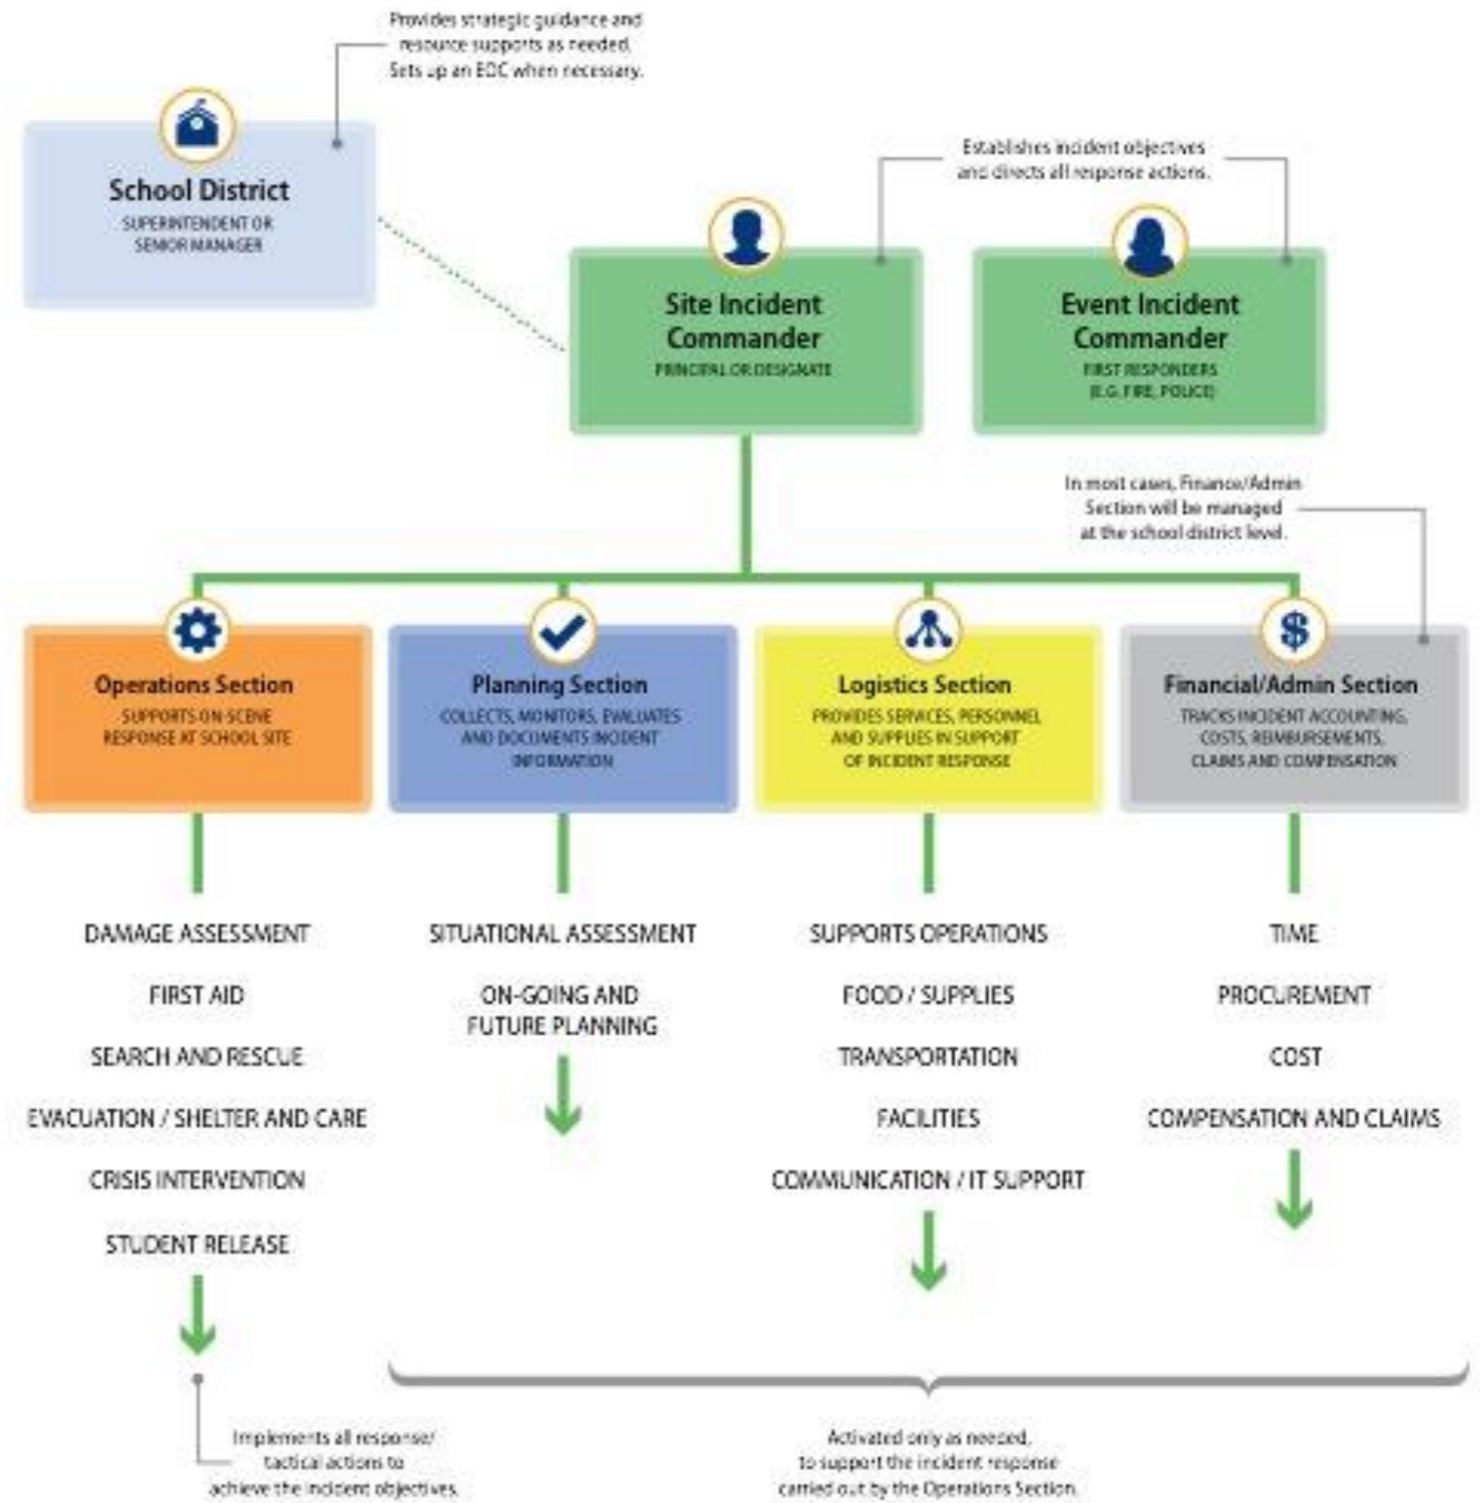 Provides strategic guidance and
resource supports as needed.
Sets up an EOC when necessary.
School District
SUPERINTENDENT OR
SENIOR MANAGER
Establishes incident objectives
and directs all response actions.
Site Incident
Commander
PRINCIPAL OR DESIGNATE
Event Incident
Commander
FIRST RESPONDERS
(E.G. FIRE, POLICE)
In most cases, Finance/Admin
Section will be managed
at the school district level.
Operations Section
SUPPORTS ON-SCENE
RESPONSE AT SCHOOL SITE
Planning Section
COLLECTS, MONITORS, EVALUATES
AND DOCUMENTS INCIDENT
INFORMATION
Logistics Section
PROVIDES SERVICES, PERSONNEL
AND SUPPLIES IN SUPPORT
OF INCIDENT RESPONSE
$
Financial/Admin Section
TRACKS INCIDENT ACCOUNTING,
COSTS, REIMBURSEMENTS,
CLAIMS AND COMPENSATION
DAMAGE ASSESSMENT
FIRST AID
SEARCH AND RESCUE
EVACUATION / SHELTER AND CARE
CRISIS INTERVENTION
STUDENT RELEASE
SITUATIONAL ASSESSMENT
ON-GOING AND
FUTURE PLANNING
SUPPORTS OPERATIONS
FOOD / SUPPLIES
TRANSPORTATION
FACILITIES
COMMUNICATION / IT SUPPORT
TIME
PROCUREMENT
COST
COMPENSATION AND CLAIMS
Implements all response/
tactical actions to
achieve the incident objectives.
Activated only as needed,
to support the incident response
carried out by the Operations Section.